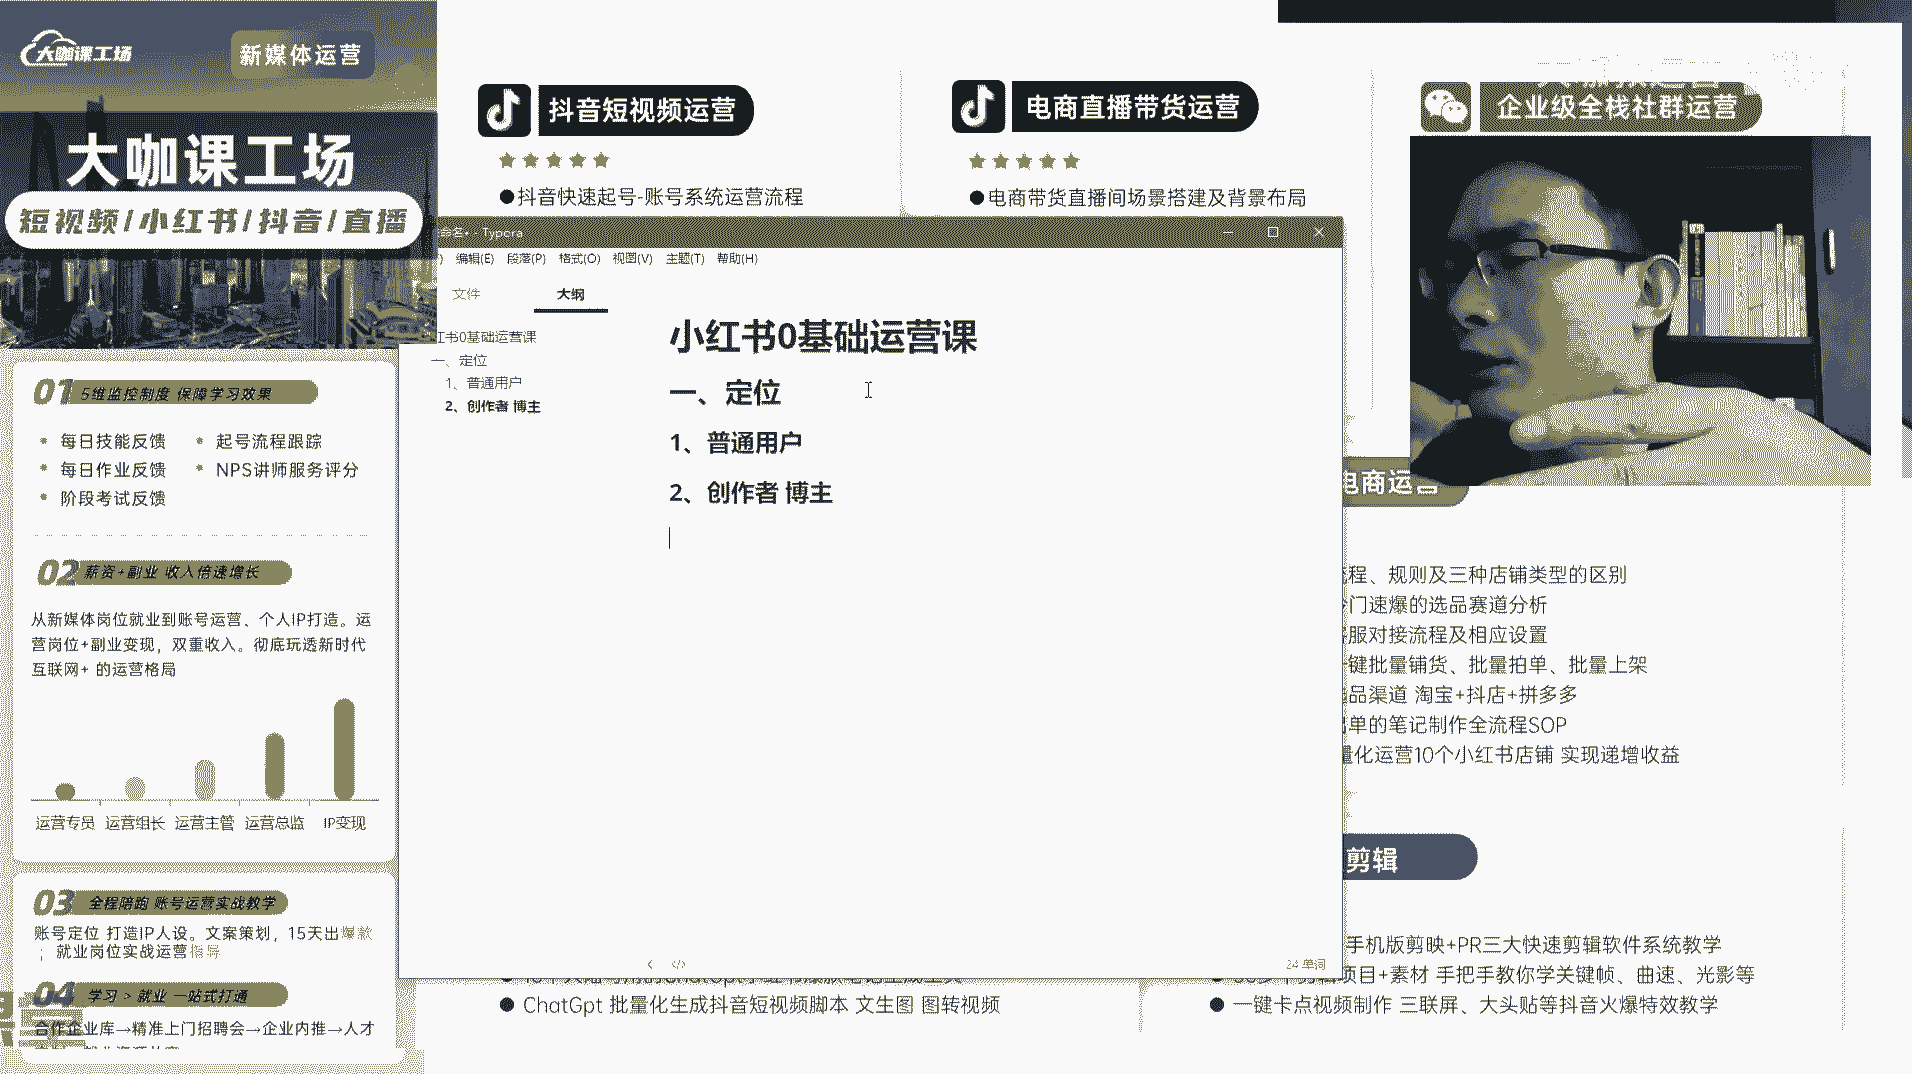 大咖课工场
新媒体运营
大咖课工场
短视频/小红书/抖音/直播
01 5维监控制度 保障学习效果
每日技能反馈
起号流程跟踪
每日作业反馈
NPS讲师服务评分
阶段考试反馈
02 薪资+副业 收入倍速增长
从新媒体岗位就业到账号运营、个人IP打造。运
营岗位+副业变现，双重收入。彻底玩透新时代
互联网+ 的运营格局
运营专员 运营组长 运营主管 运营总监 IP变现
03 全程陪跑 账号运营实战教学
账号定位 打造IP人设。文案策划，15天出爆款
；就业岗位实战运营指导
04 学习 > 就业 一站式打通
合作企业库→精准上门招聘会→企业内推→人才
抖音短视频运营
●抖音快速起号-账号系统运营流程
电商直播带货运营
●电商带货直播间场景搭建及背景布局
企业级全栈社群运营
命名• - Typora
编辑(E) 段落(P) 格式(O) 视图(V) 主题(T) 帮助(H)
文件 大纲
红书0基础运营课
一、定位
1、普通用户
2、创作者 博主
小红书0基础运营课
一、定位
1、普通用户
2、创作者 博主
24 单词
电商运营
流程、规则及三种店铺类型的区别
冷门速爆的选品赛道分析
客服对接流程及相应设置
一键批量铺货、批量拍单、批量上架
选品渠道 淘宝+抖店+拼多多
出单的笔记制作全流程SOP
量化运营10个小红书店铺 实现递增收益
剪辑
手机版剪映+PR三大快速剪辑软件系统教学
项目+素材 手把手教你学关键帧、曲速、光影等
●一键卡点视频制作 三联屏、大头贴等抖音火爆特效教学
●ChatGpt 批量化生成抖音短视频脚本 文生图 图转视频